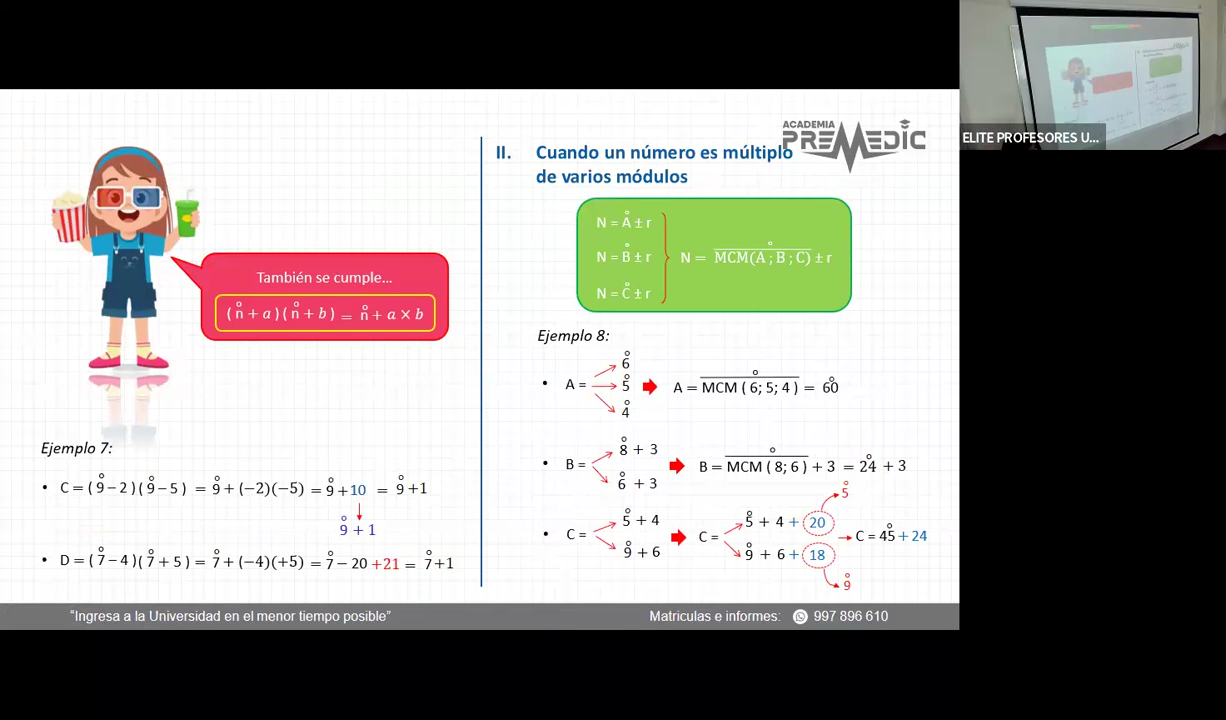 ACADEMIA
PREMEDIC
ELITE PROFESORES U...
También se cumple...
(n̊ + a)(n̊ + b) = n̊ + a × b
Ejemplo 7:
• C = (9̊ – 2)(9̊ – 5) = 9̊ + (–2)(–5) = 9̊ + 10 = 9̊ +1
9̊ + 1
• D = (7̊ – 4)(7̊ + 5) = 7̊ + (–4)(+5) = 7̊ – 20 +21 = 7̊ +1
II. Cuando un número es múltiplo
de varios módulos
N = Å ± r
N = B̊ ± r
N = C̊ ± r
N = MCM(A ; B ; C)° ± r
Ejemplo 8:
• A =
6̊
5̊
4̊
A = MCM ( 6; 5; 4 )° = 60̊
• B =
8̊ + 3
6̊ + 3
B = MCM ( 8; 6 )° + 3 = 24̊ + 3
• C =
5̊ + 4
9̊ + 6
C =
5̊ + 4 + 20
5̊
9̊ + 6 + 18
9̊
C = 45̊ + 24
"Ingresa a la Universidad en el menor tiempo posible"
Matriculas e informes: 997 896 610